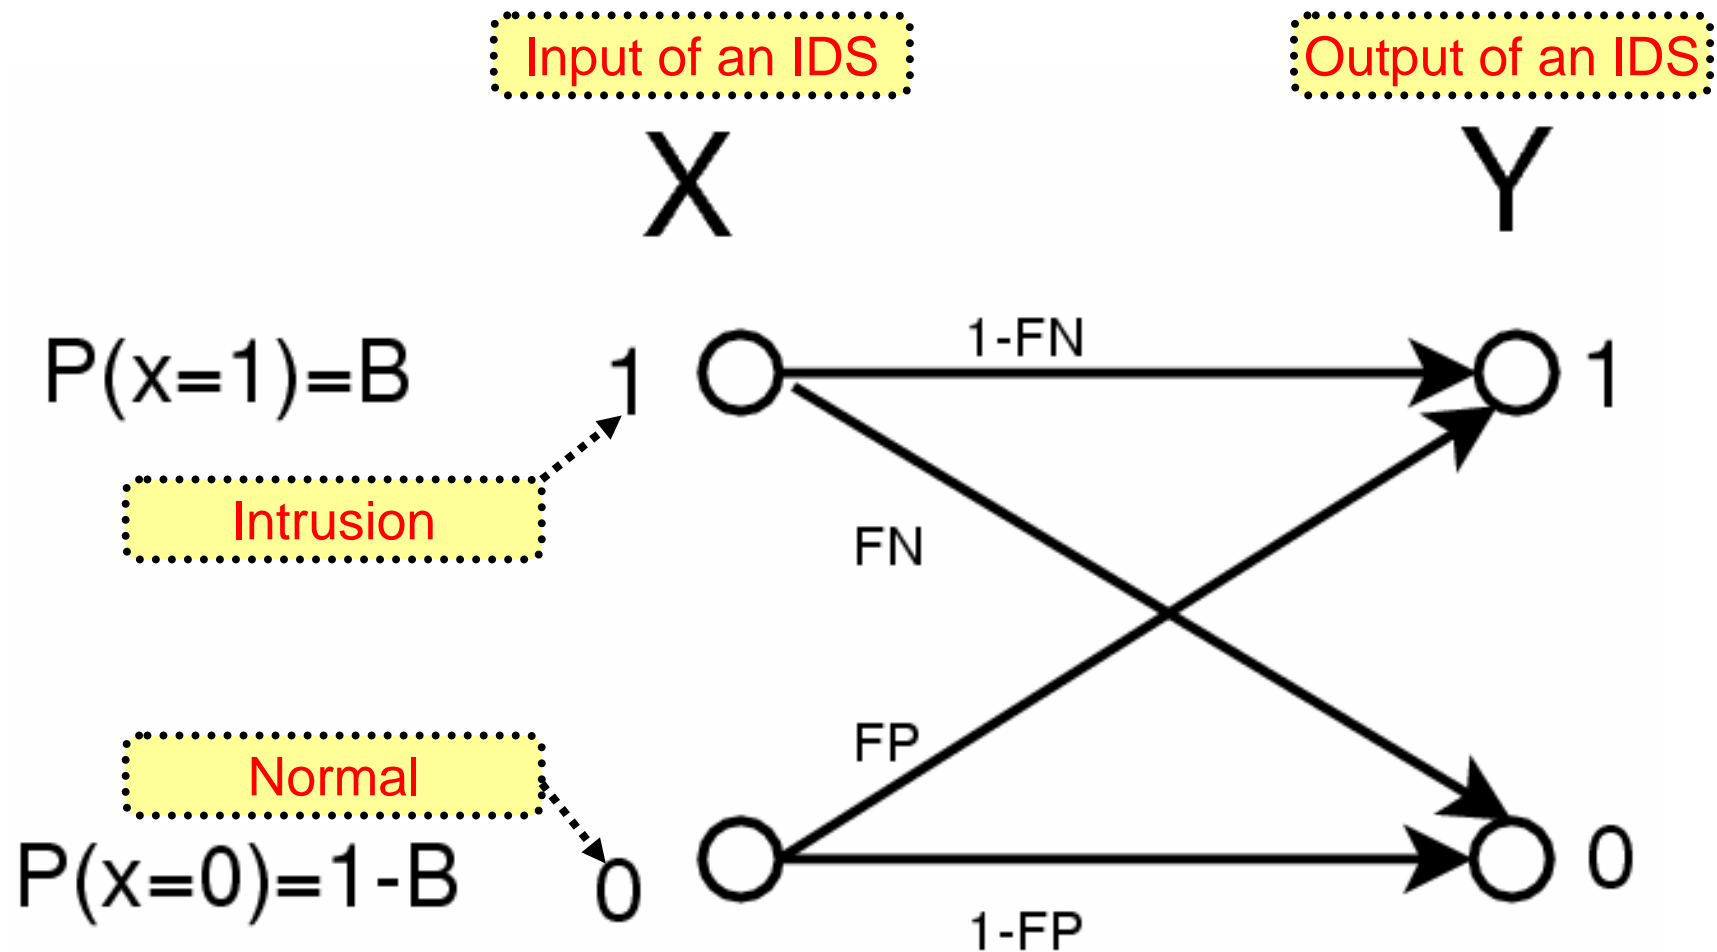 Input of an IDS
Output of an IDS
X
Y
P(x=1)=B
1
1-FN
1
Intrusion
FN
FP
Normal
P(x=0)=1-B
0
0
1-FP